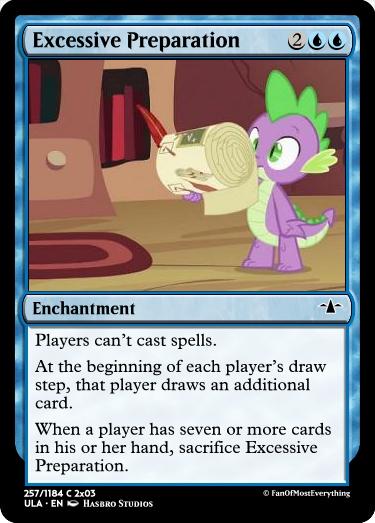 Excessive Preparation 2
Enchantment
Players can't cast spells.
At the beginning of each player's draw
step, that player draws an additional
card.
When a player has seven or more cards
in his or her hand, sacrifice Excessive
Preparation.
257/1184 C 2x03
ULA • EN Hasbro Studios
© FanOfMostEverything